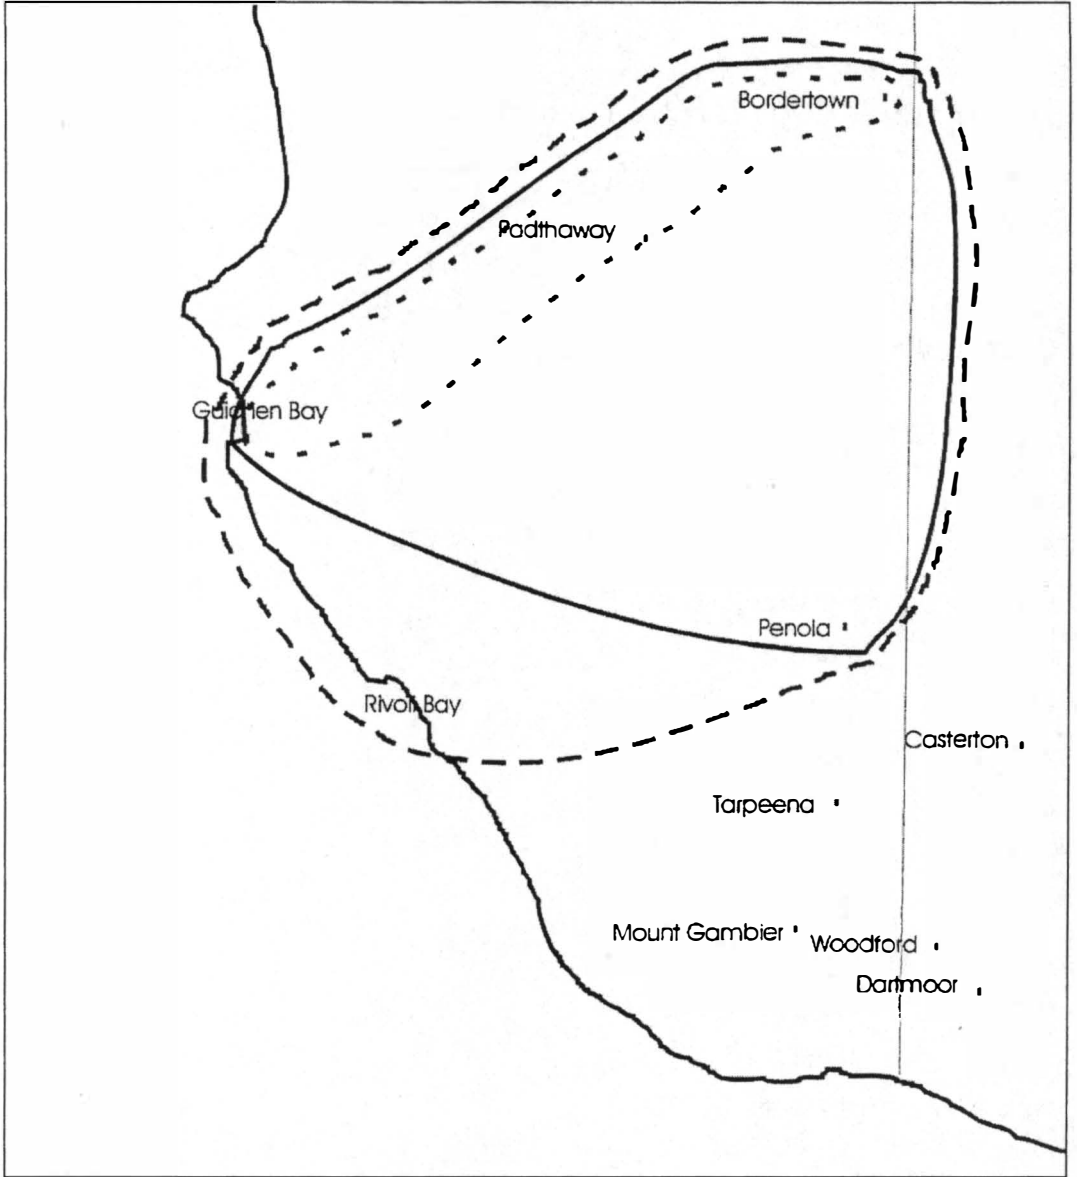 Bordertown
Padthaway
Guichen Bay
Penola
Rivoli Bay
Casterton
Tarpeena
Mount Gambier
Woodford
Dartmoor